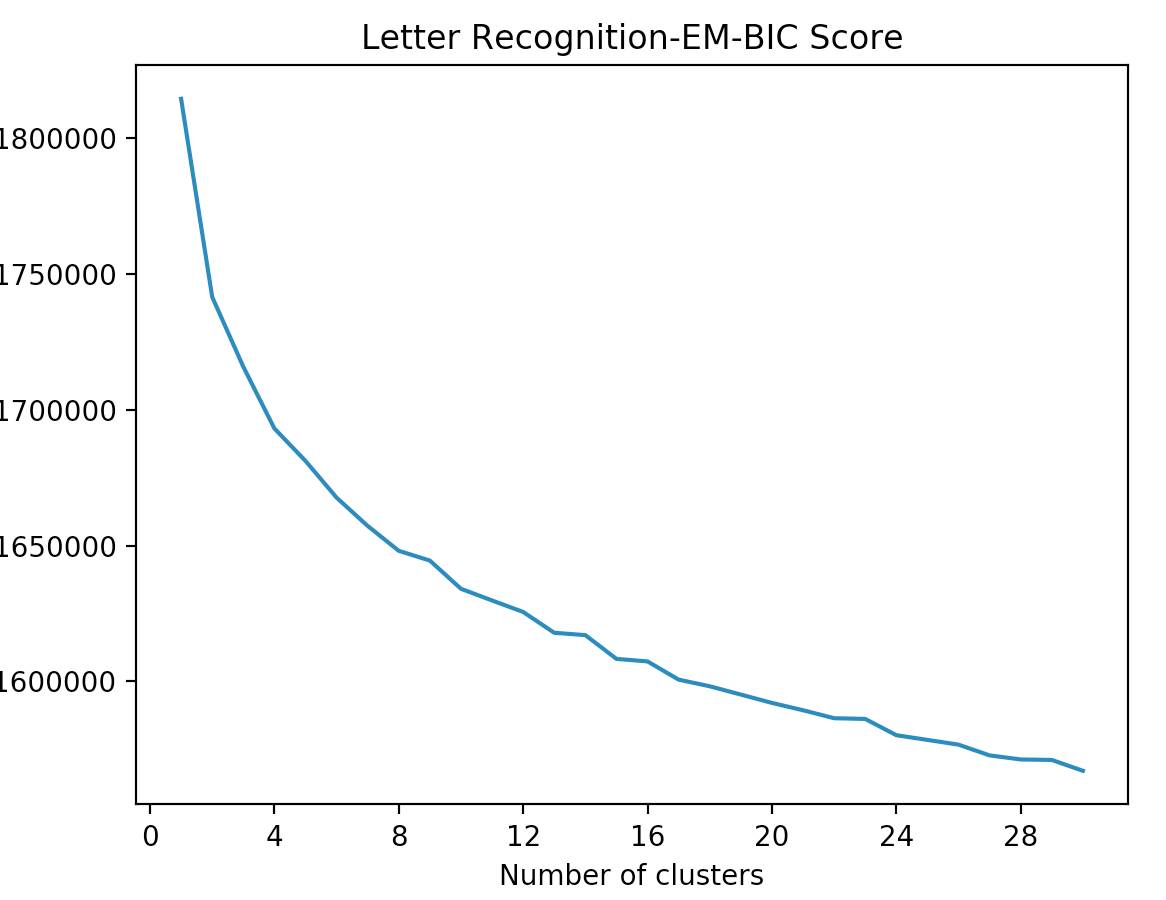 Letter Recognition-EM-BIC Score
1800000
1750000
1700000
1650000
1600000
0 4 8 12 16 20 24 28
Number of clusters